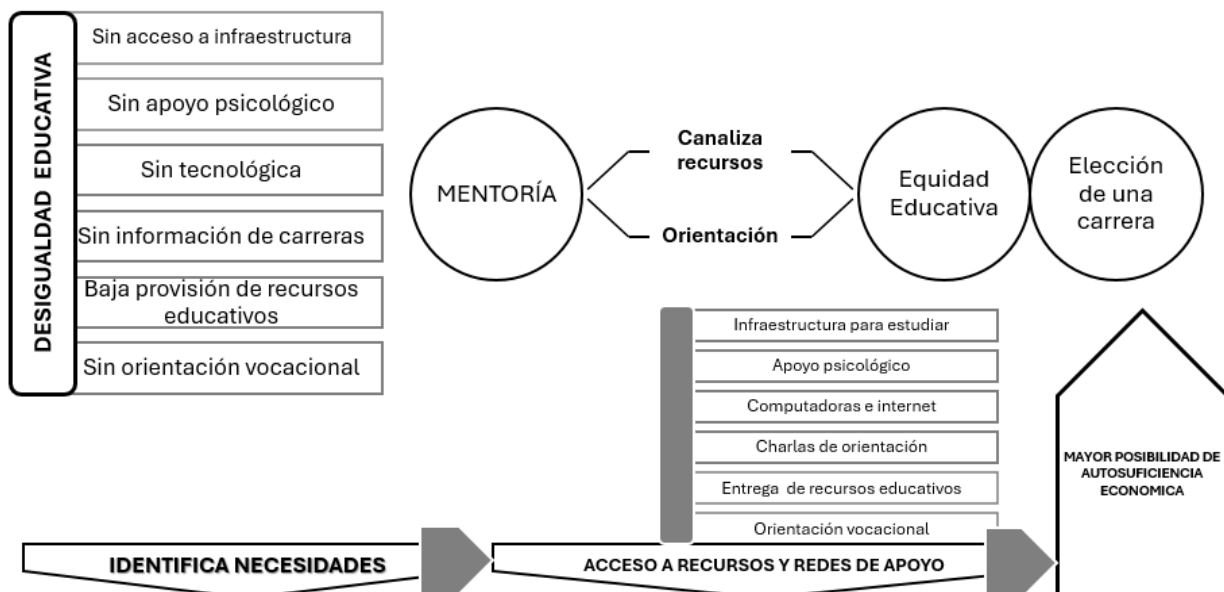 DESIGUALDAD EDUCATIVA
Sin acceso a infraestructura
Sin apoyo psicológico
Sin tecnológica
Sin información de carreras
Baja provisión de recursos
educativos
Sin orientación vocacional
MENTORÍA
Canaliza
recursos
Orientación
Equidad
Educativa
Elección
de una
carrera
Infraestructura para estudiar
Apoyo psicológico
Computadoras e internet
Charlas de orientación
Entrega de recursos educativos
Orientación vocacional
MAYOR POSIBILIDAD DE
AUTOSUFICIENCIA
ECONOMICA
IDENTIFICA NECESIDADES
ACCESO A RECURSOS Y REDES DE APOYO